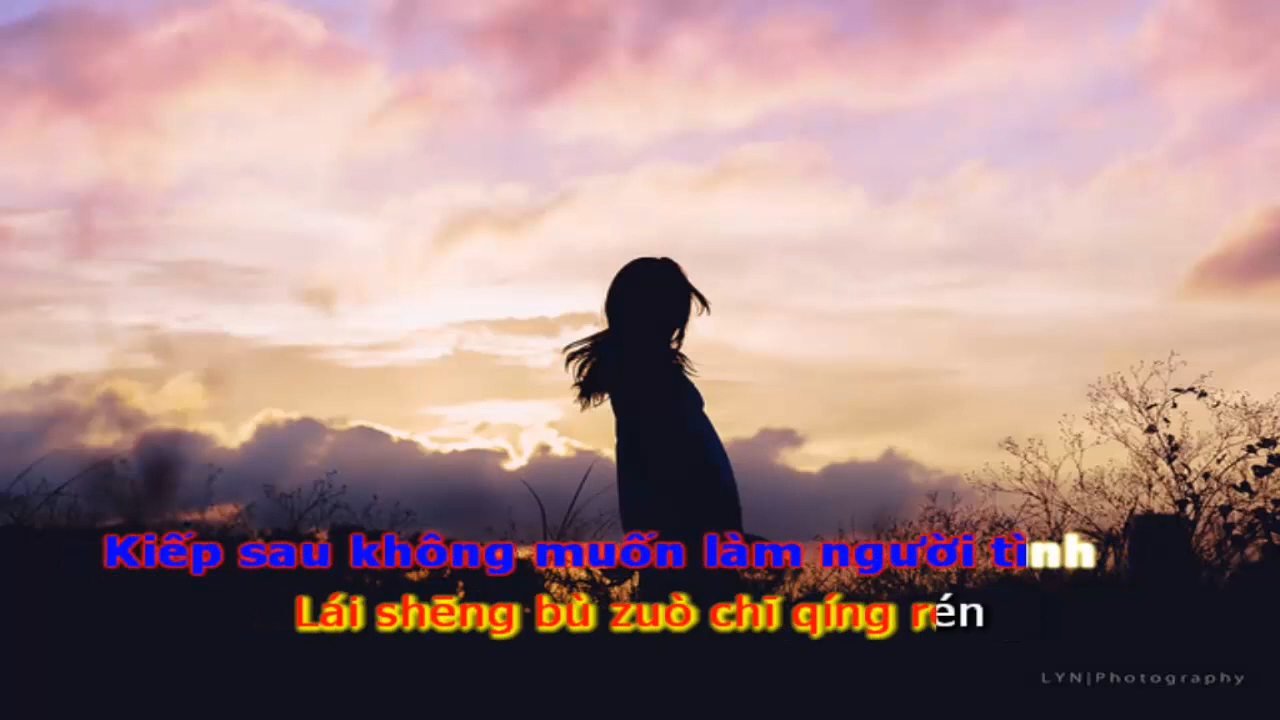 Kiếp sau không muốn làm người tình
Lái shēng bù zuò chī qíng rén
LYN|Photography